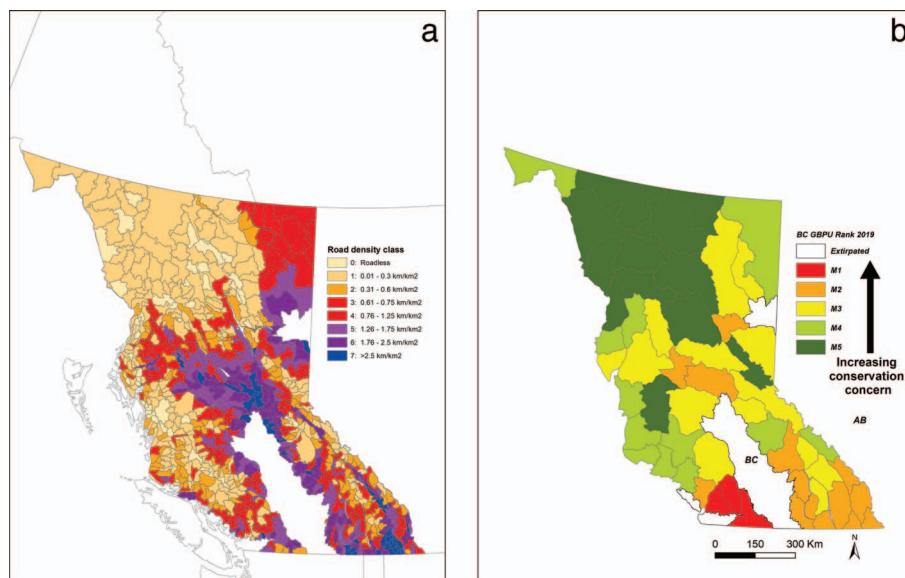 a
Road density class
0: Roadless
1: 0.01 - 0.3 km/km2
2: 0.31 - 0.6 km/km2
3: 0.61 - 0.75 km/km2
4: 0.76 - 1.25 km/km2
5: 1.26 - 1.75 km/km2
6: 1.76 - 2.5 km/km2
7: >2.5 km/km2
b
BC GBPU Rank 2019
Extirpated
M1
M2
M3
M4
M5
Increasing
conservation
concern
AB
BC
N
0 150 300 Km